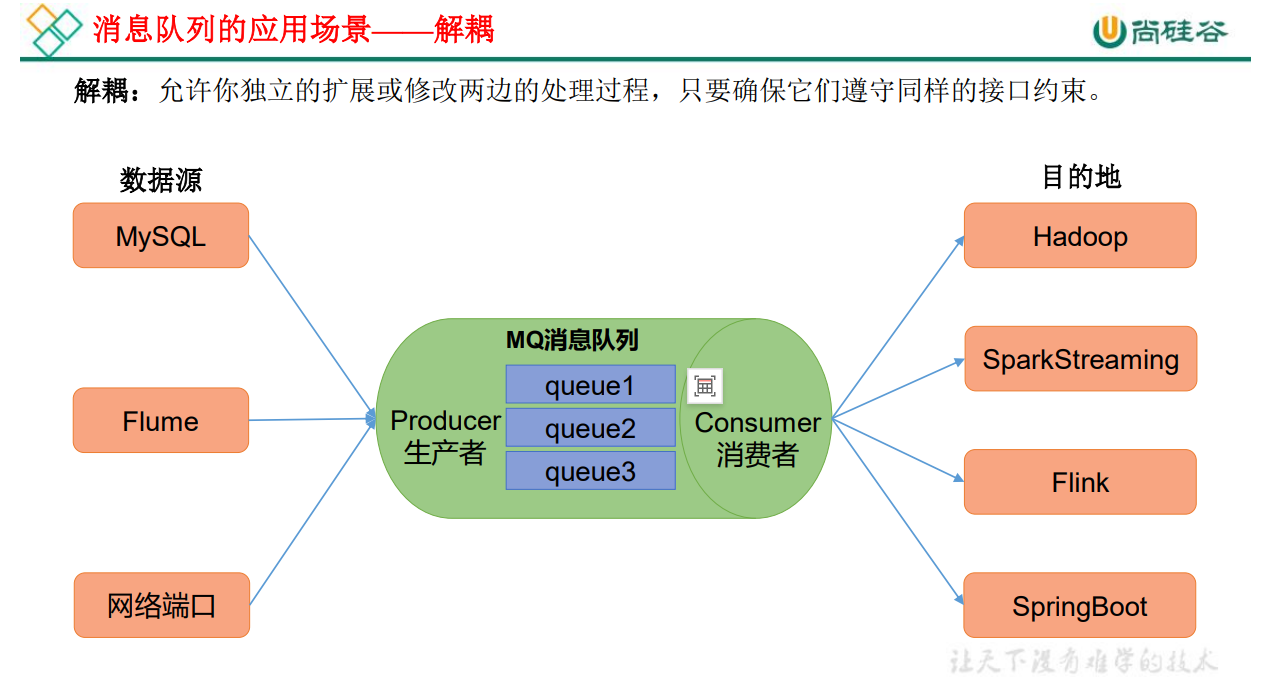 消息队列的应用场景——解耦
尚硅谷
解耦：允许你独立的扩展或修改两边的处理过程，只要确保它们遵守同样的接口约束。
数据源
目的地
MySQL
Hadoop
MQ消息队列
queue1
SparkStreaming
Flume
Producer
生产者
queue2
Consumer
消费者
queue3
Flink
网络端口
SpringBoot
让天下没有难学的技术